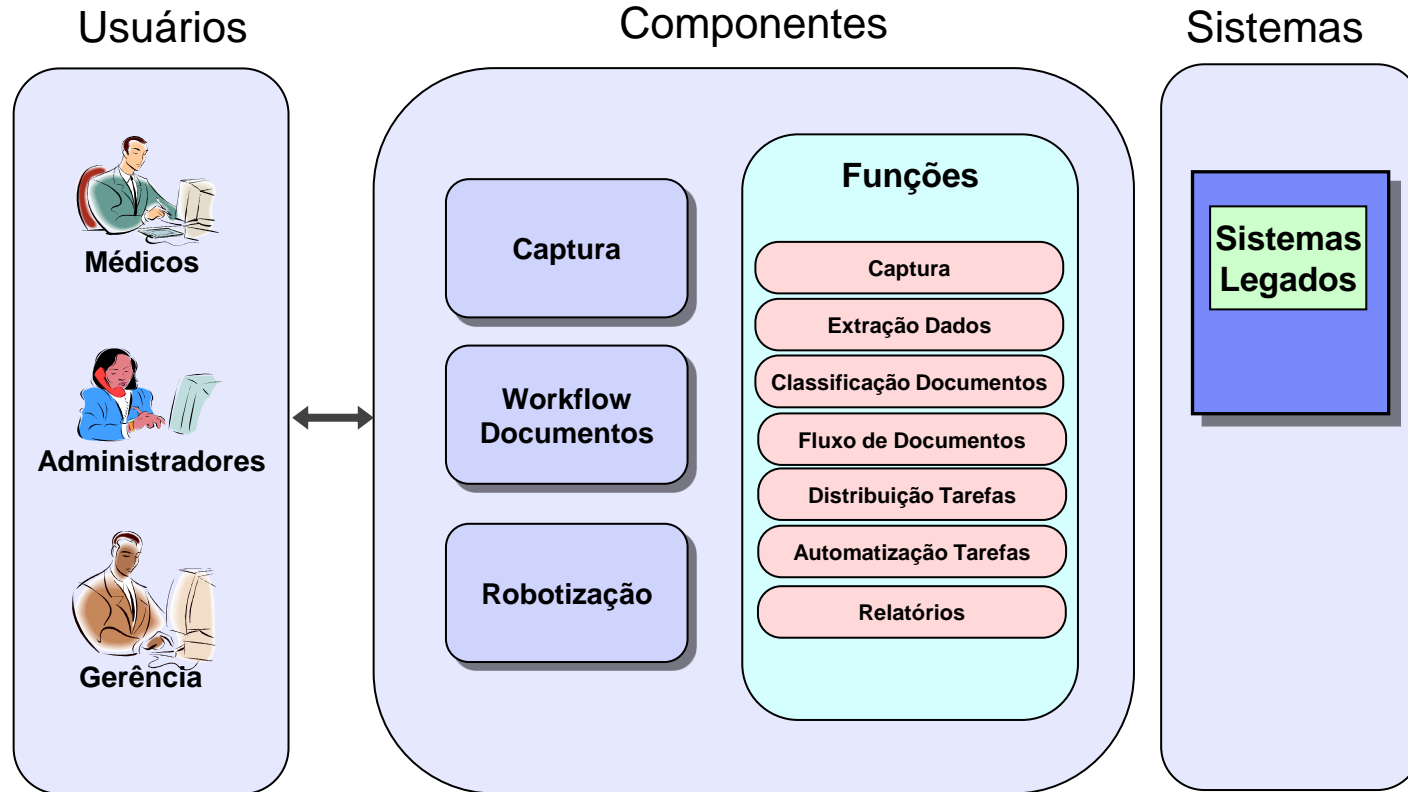 Usuários
Componentes
Sistemas
Médicos
Administradores
Gerência
Captura
Workflow
Documentos
Robotização
Funções
Captura
Extração Dados
Classificação Documentos
Fluxo de Documentos
Distribuição Tarefas
Automatização Tarefas
Relatórios
Sistemas
Legados